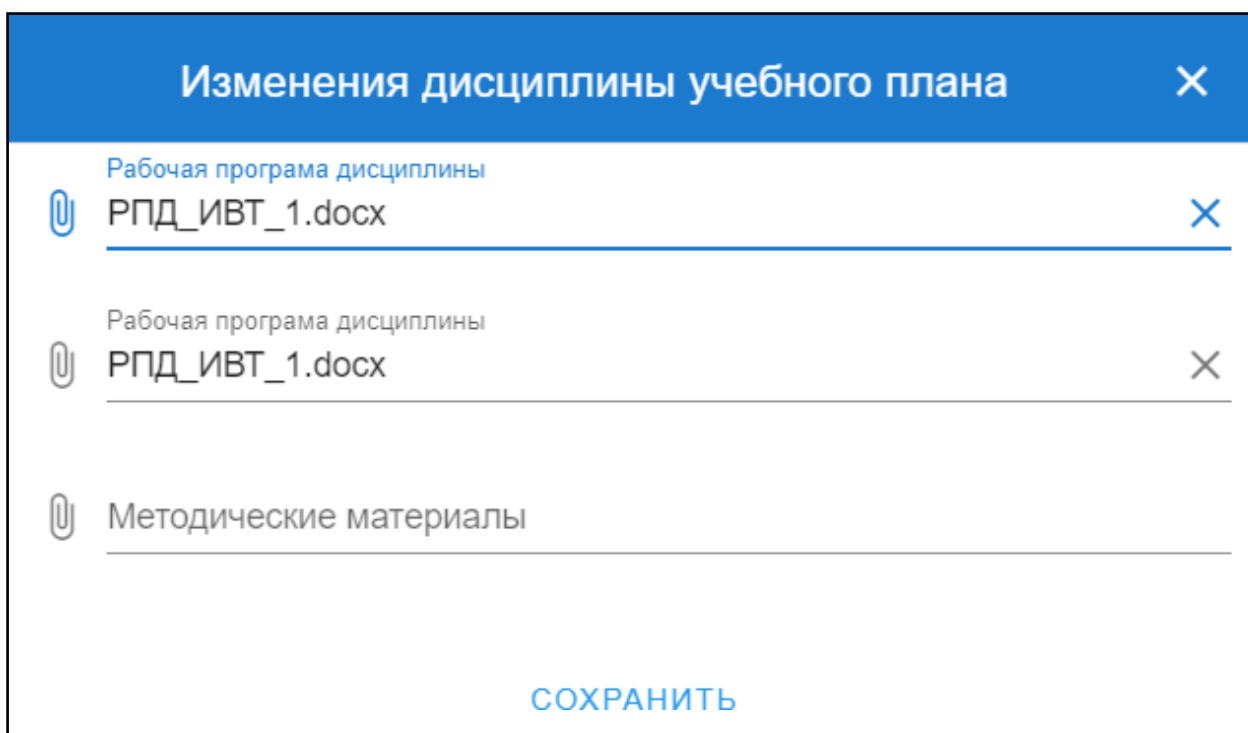 Изменения дисциплины учебного плана
Рабочая програма дисциплины
РПД_ИВТ_1.docx
Рабочая програма дисциплины
РПД_ИВТ_1.docx
Методические материалы
СОХРАНИТЬ